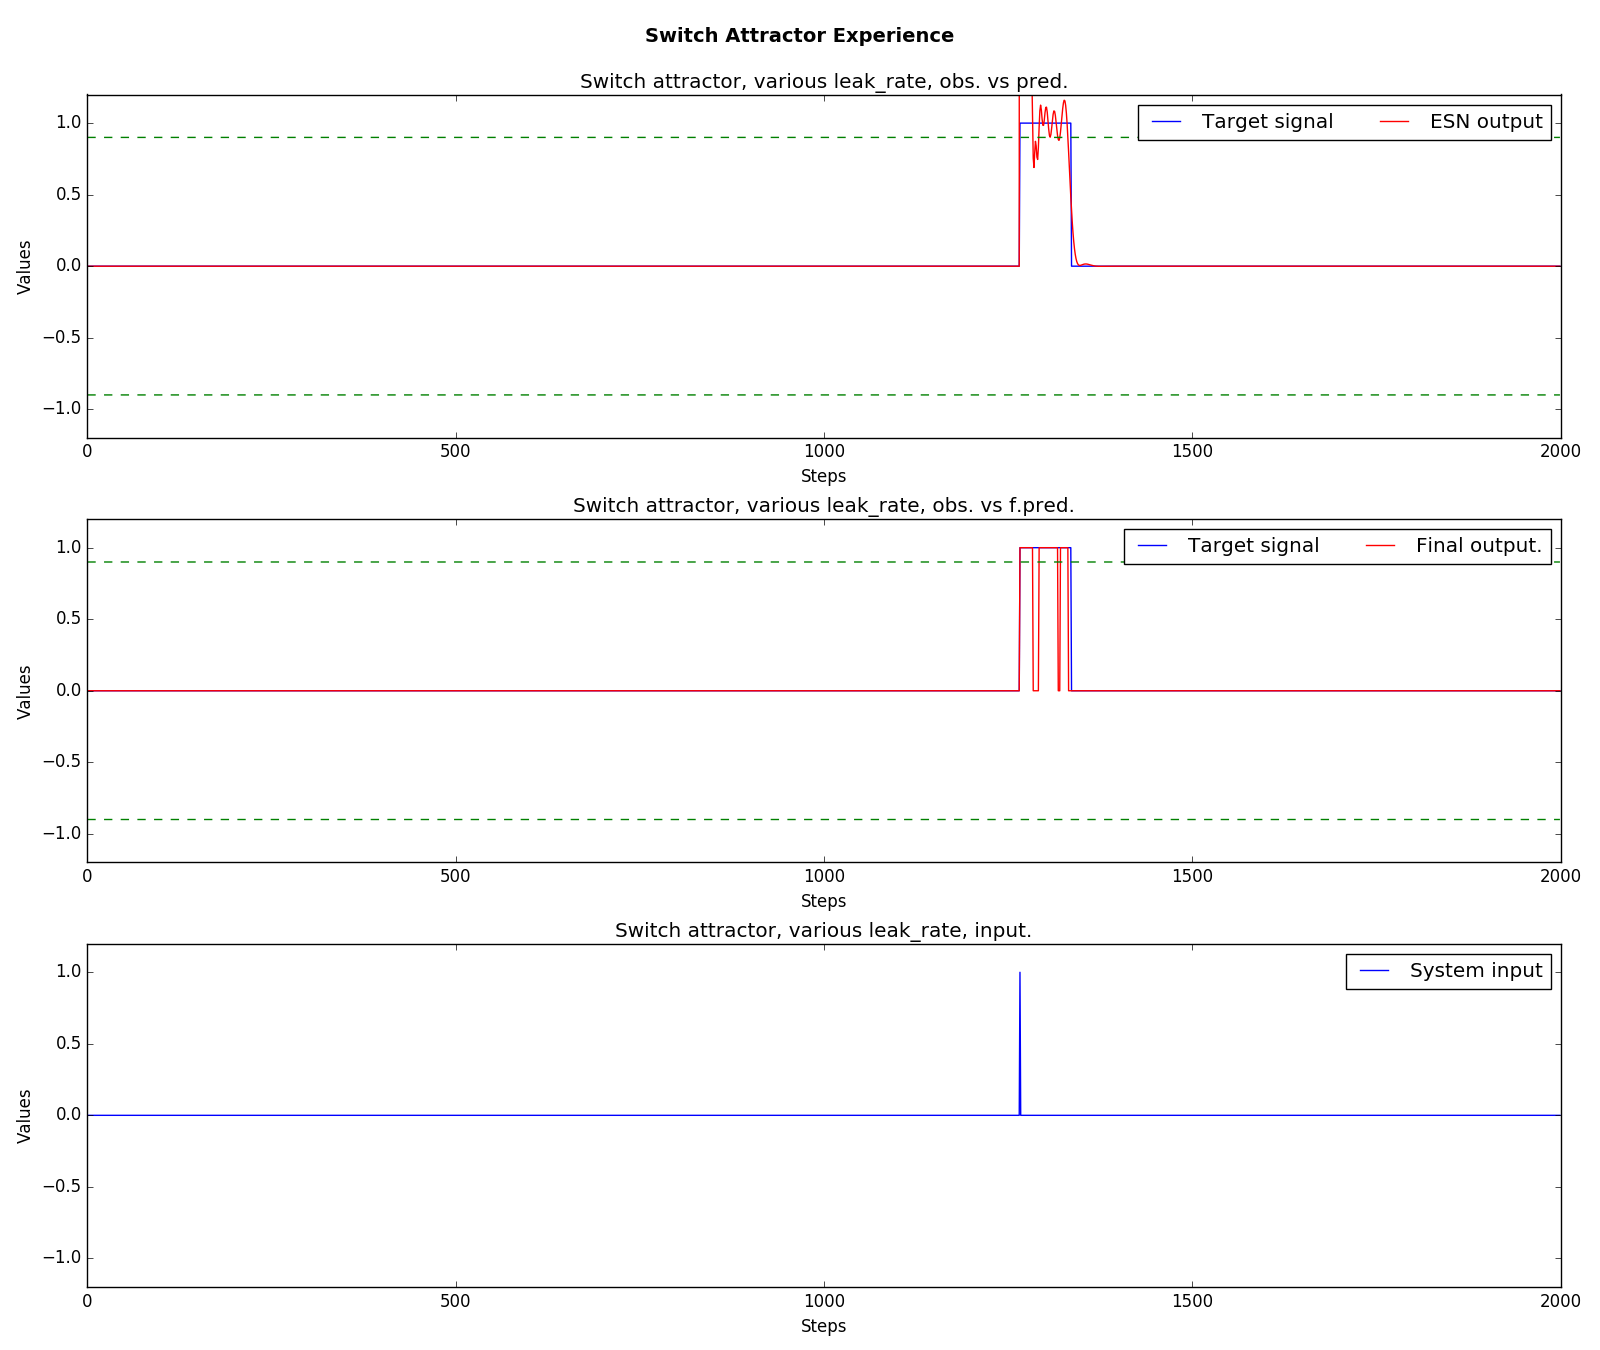 Switch Attractor Experience
Switch attractor, various leak_rate, obs. vs pred.
Target signal ESN output
1.0
0.5
0.0
−0.5
−1.0
Values
0 500 1000 1500 2000
Steps
Switch attractor, various leak_rate, obs. vs f.pred.
Target signal Final output.
1.0
0.5
0.0
−0.5
−1.0
Values
0 500 1000 1500 2000
Steps
Switch attractor, various leak_rate, input.
System input
1.0
0.5
0.0
−0.5
−1.0
Values
0 500 1000 1500 2000
Steps